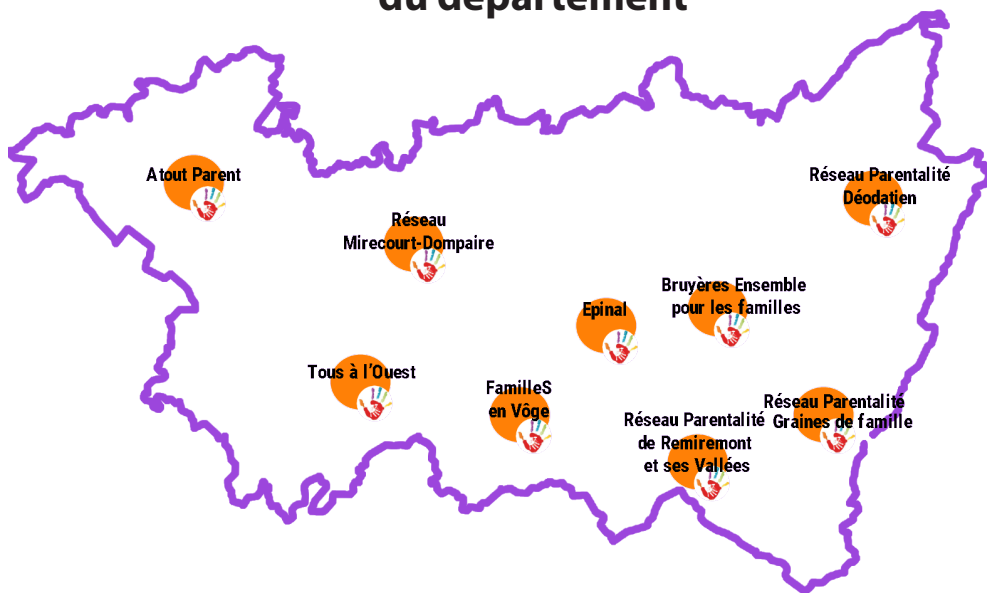 du département
Atout Parent
Réseau Parentalité
Déodatien
Réseau
Mirecourt-Dompaire
Bruyères Ensemble
pour les familles
Epinal
Tous à l'Ouest
FamilleS
en Vôge
Réseau Parentalité
Graines de famille
Réseau Parentalité
de Remiremont
et ses Vallées